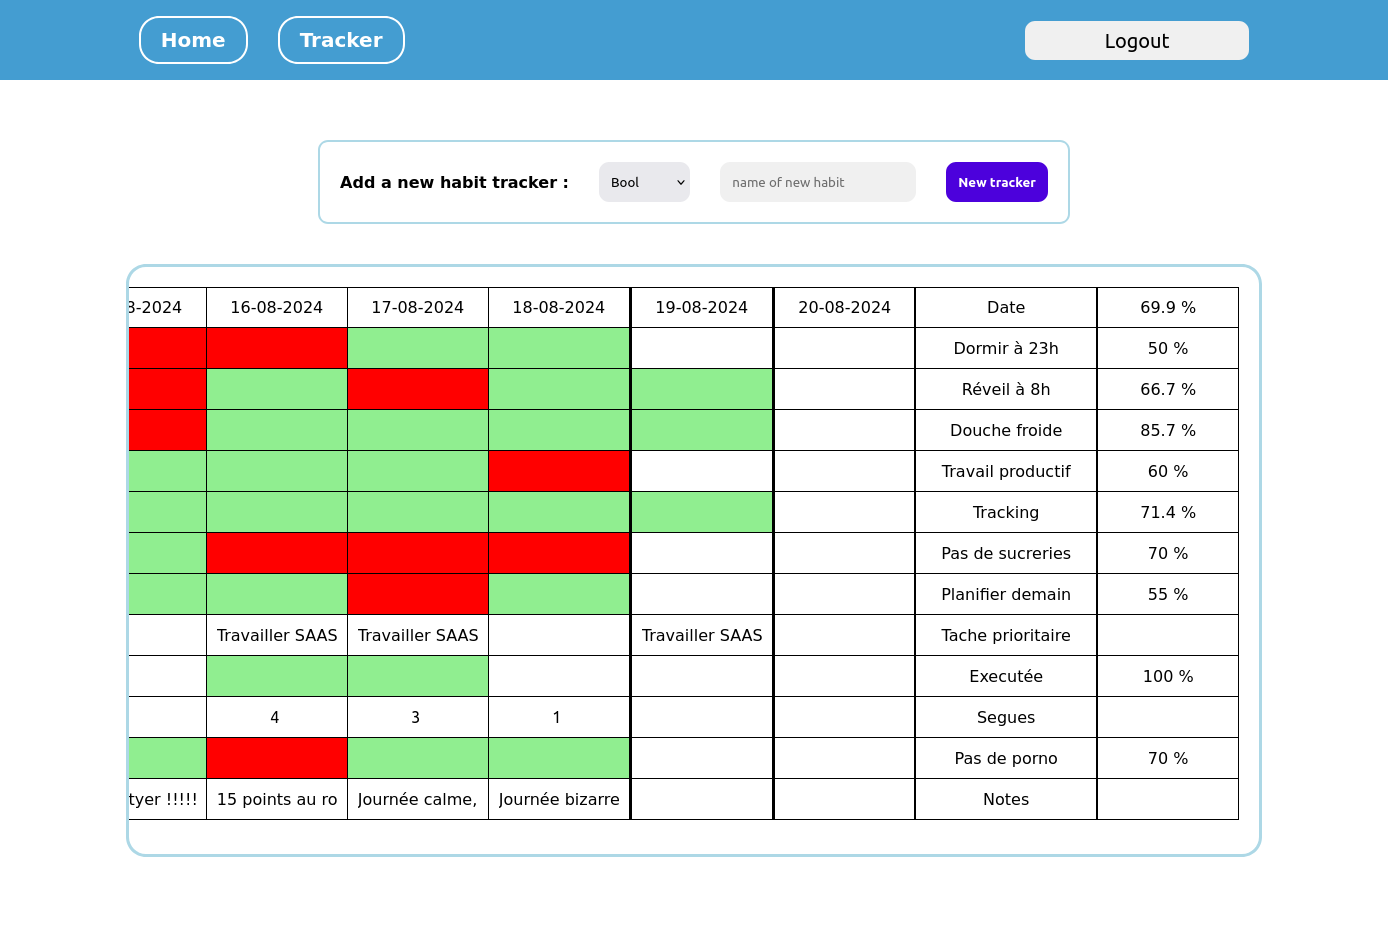 Home Tracker Logout
Add a new habit tracker : Bool name of new habit New tracker
3-2024 16-08-2024 17-08-2024 18-08-2024 19-08-2024 20-08-2024 Date 69.9 %
Dormir à 23h 50 %
Réveil à 8h 66.7 %
Douche froide 85.7 %
Travail productif 60 %
Tracking 71.4 %
Pas de sucreries 70 %
Planifier demain 55 %
Travailler SAAS Travailler SAAS Travailler SAAS Tache prioritaire
Executée 100 %
4 3 1 Segues
Pas de porno 70 %
tyer !!!!! 15 points au ro Journée calme, Journée bizarre Notes